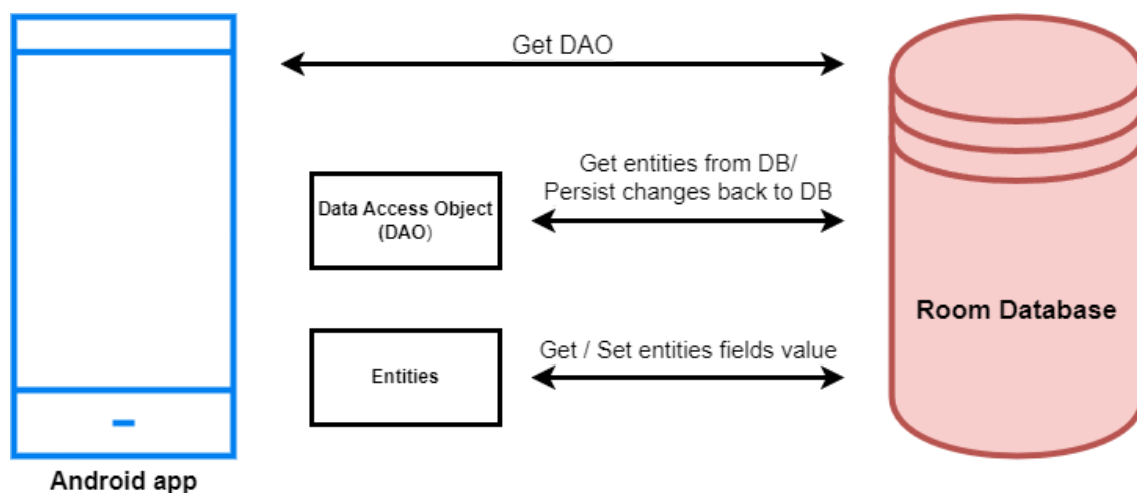 Get DAO
Get entities from DB/
Persist changes back to DB
Data Access Object
(DAO)
Room Database
Get / Set entities fields value
Entities
Android app